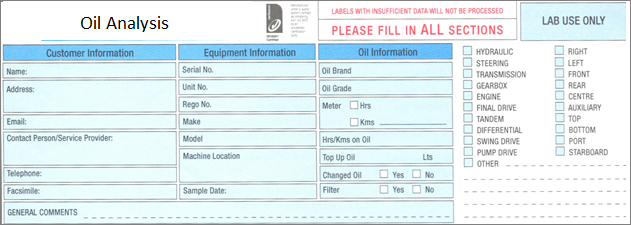 Oil Analysis
LABELS WITH INSUFFICIENT DATA WILL NOT BE PROCESSED
PLEASE FILL IN ALL SECTIONS
LAB USE ONLY
Customer Information
Name:
Address:
Email:
Contact Person/Service Provider:
Telephone:
Facsimile:
Equipment Information
Serial No.
Unit No.
Rego No.
Make
Model
Machine Location
Sample Date:
Oil Information
Oil Brand
Oil Grade
Meter Hrs
Kms
Hrs/Kms on Oil
Top Up Oil Lts
Changed Oil Yes No
Filter Yes No
HYDRAULIC
STEERING
TRANSMISSION
GEARBOX
ENGINE
FINAL DRIVE
TANDEM
DIFFERENTIAL
SWING DRIVE
PUMP DRIVE
OTHER
RIGHT
LEFT
FRONT
REAR
CENTRE
AUXILIARY
TOP
BOTTOM
PORT
STARBOARD
GENERAL COMMENTS